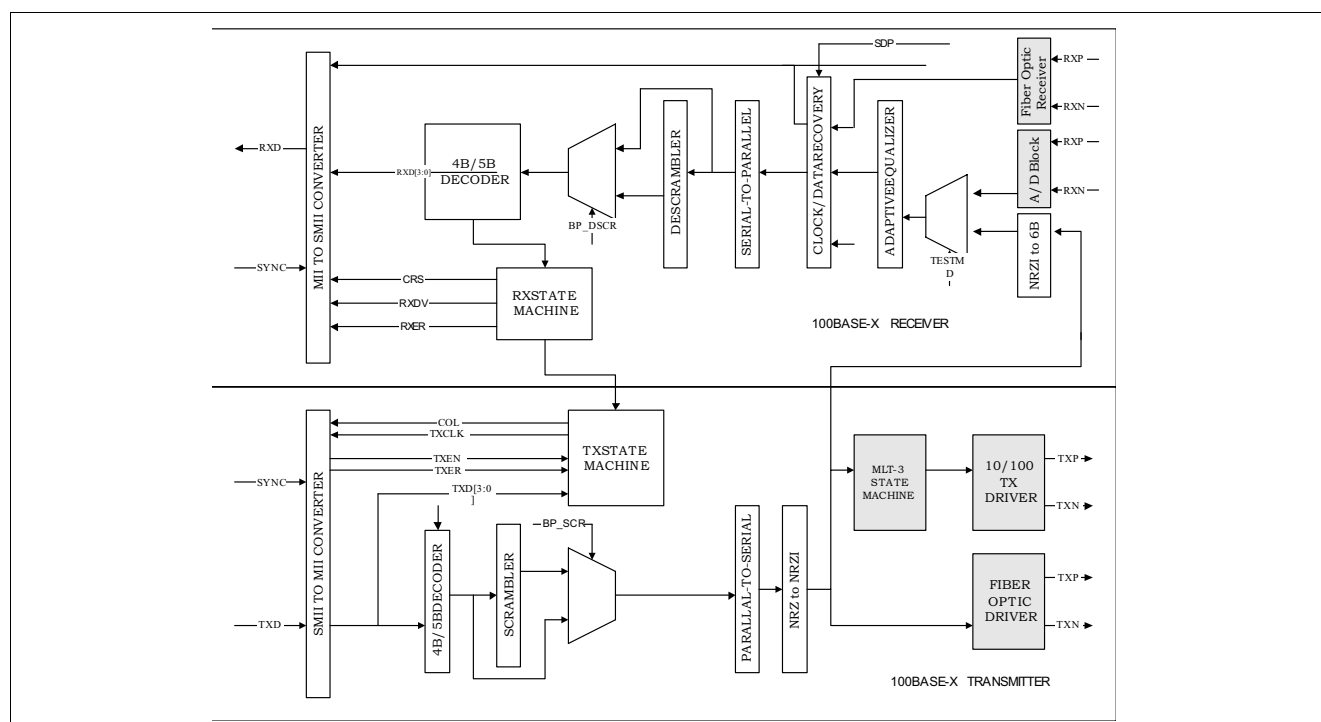 SDP
RXP
RXN
Fiber Optic
Receiver
RXP
RXN
A/D Block
NRZI to 6B
TESTM
D
ADAPTIVEEQUALIZER
CLOCK/DATARECOVERY
SERIAL-TO-PARALLEL
DESCRAMBLER
BP_DSCR
4B/5B
DECODER
RXD[3:0]
MII TO SMII CONVERTER
RXD
SYNC
CRS
RXDV
RXER
RXSTATE
MACHINE
100BASE-X RECEIVER
COL
TXCLK
TXEN
TXER
TXD[3:0
]
TXSTATE
MACHINE
SYNC
TXD
SMII TO MII CONVERTER
4B/5BDECODER
SCRAMBLER
BP_SCR
PARALLAL-TO-SERIAL
NRZ to NRZI
MLT-3
STATE
MACHINE
10/100
TX
DRIVER
TXP
TXN
FIBER
OPTIC
DRIVER
TXP
TXN
100BASE-X TRANSMITTER